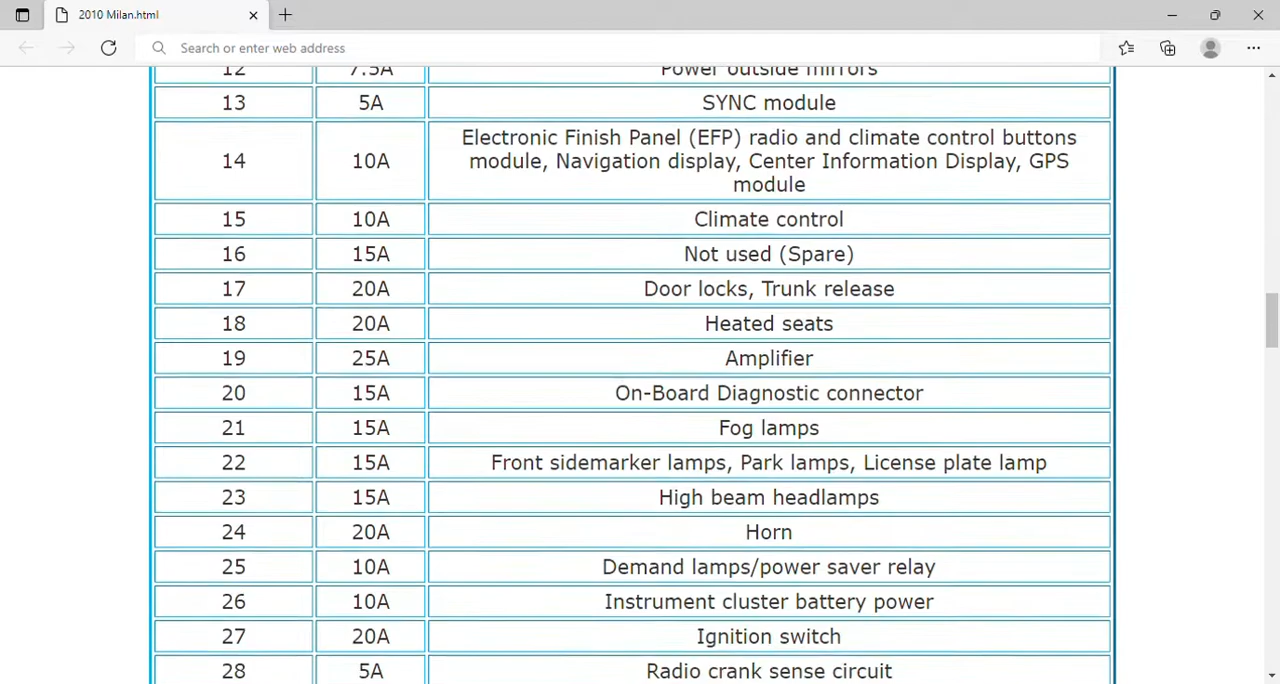 2010 Milan.html
Search or enter web address
12 7.5A Power outside mirrors
13 5A SYNC module
14 10A Electronic Finish Panel (EFP) radio and climate control buttons
module, Navigation display, Center Information Display, GPS
module
15 10A Climate control
16 15A Not used (Spare)
17 20A Door locks, Trunk release
18 20A Heated seats
19 25A Amplifier
20 15A On-Board Diagnostic connector
21 15A Fog lamps
22 15A Front sidemarker lamps, Park lamps, License plate lamp
23 15A High beam headlamps
24 20A Horn
25 10A Demand lamps/power saver relay
26 10A Instrument cluster battery power
27 20A Ignition switch
28 5A Radio crank sense circuit